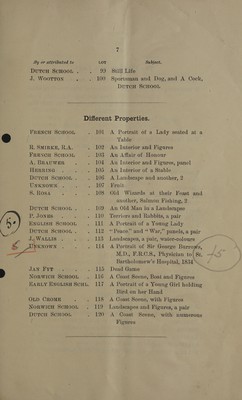 7
By or attributed to LOT Subject.
DUTCH SCHOOL . . 99 Still Life
J. WOOTTON . . 100 Sportsman and Dog, and A Cock,
DUTCH SCHOOL
Different Properties.
FRENCH SCHOOL . 101 A Portrait of a Lady seated at a
Table
R. SMIRKE, R.A. . 102 An Interior and Figures
FRENCH SCHOOL . 103 An Affair of Honour
A. BRAUWER . . 104 An Interior and Figures, panel
HERRING . . . 105 An Interior of a Stable
DUTCH SCHOOL . . 106 A Landscape and another, 2
UNKNOWN . . . 107 Fruit
S. ROSA . . . 108 Old Wizards at their Feast and
another, Salmon Fishing, 2
DUTCH SCHOOL . . 109 An Old Man in a Landscapes
P. JONES . . . 110 Terriers and Rabbits, a pair
ENGLISH SCHOOL . 111 A Portrait of a Young Lady
DUTCH SCHOOL . . 112 "Peace," and "War," panels, a pair
J. WALLIS . . 113 Landscapes, a pair, water-colours
UNKNOWN . . . 114 A Portrait of Sir George Burrows,
M.D., F.R.C.S., Physician to St.
Bartholomew's Hospital, 1834
JAN FYT . . . 115 Dead Game
NORWICH SCHOOL . 116 A Coast Scene, Boat and Figures
EARLY ENGLISH SCHL. 117 A Portrait of a Young Girl holding
Bird on her Hand
OLD CROME . . 118 A Coast Scene, with Figures
NORWICH SCHOOL . 119 Landscapes and Figures, a pair
DUTCH SCHOOL . . 120 A Coast Scene, with numerous
Figures